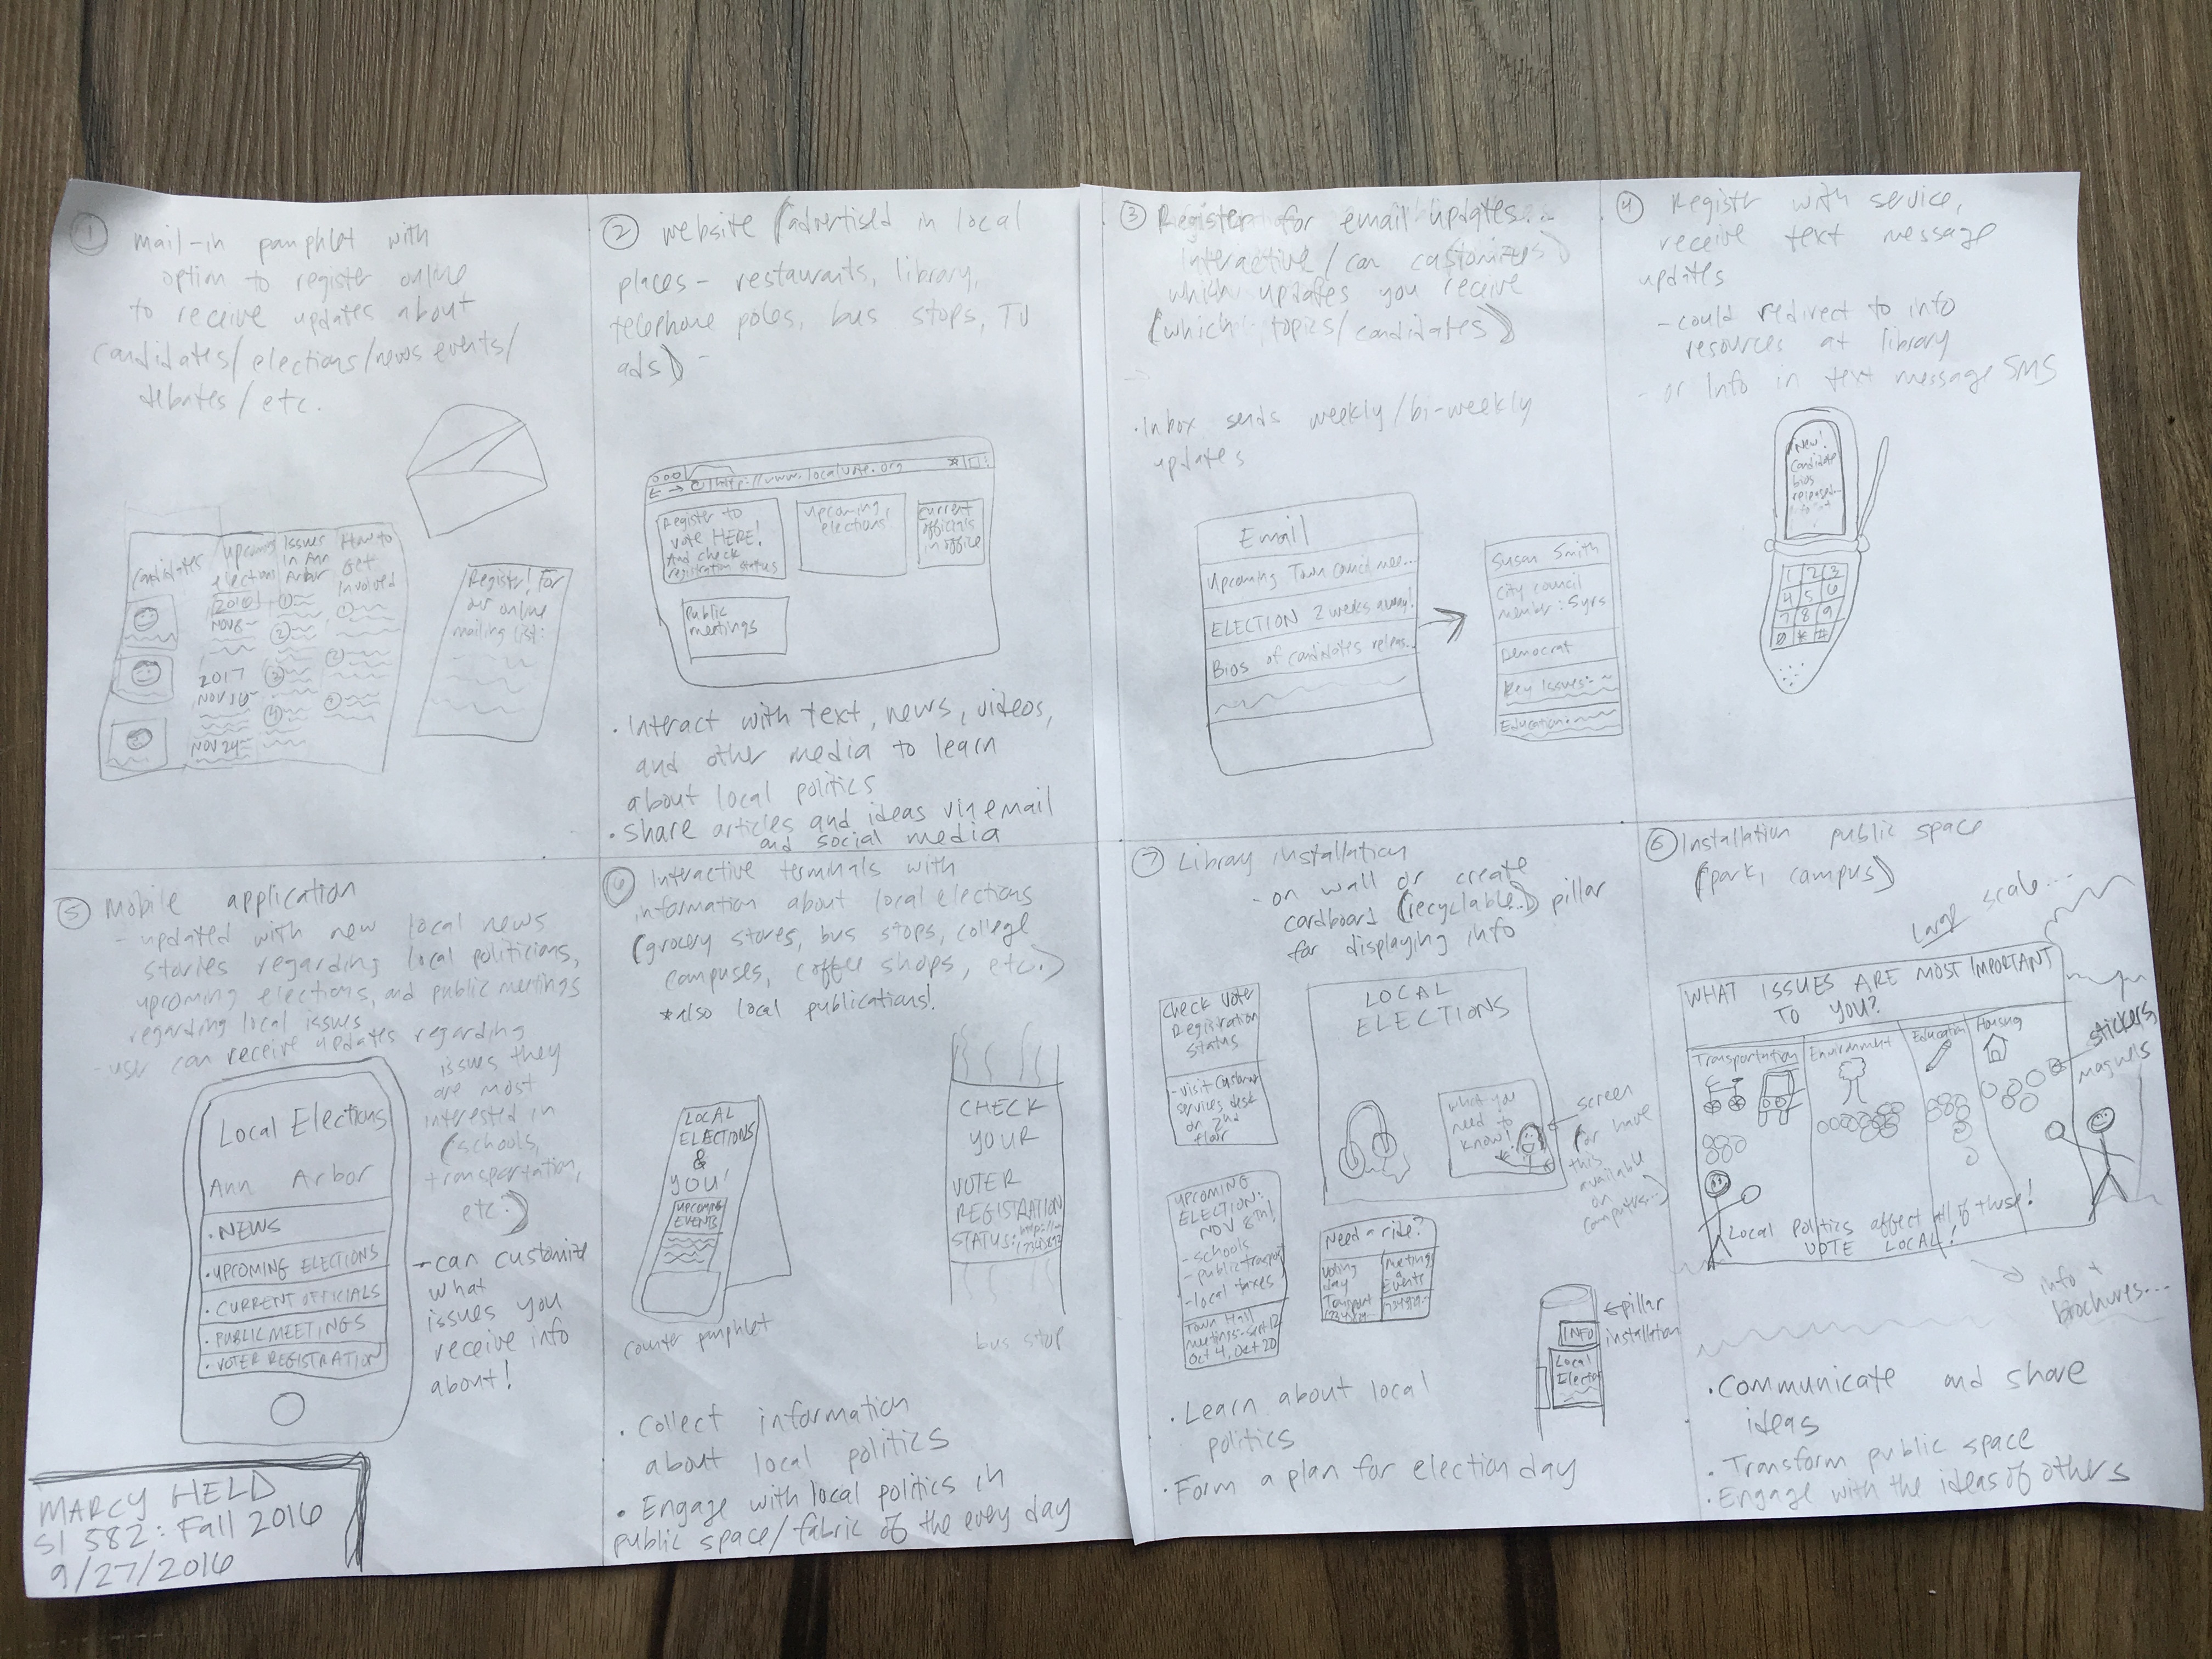 ① mail-in pamphlet with
option to register online
to receive updates about
candidates/elections/news events/
debates/etc.
candidates
upcoming
elections
2016
NOV 8
2017
NOV 24
Issues
in Ann
Arbor
①
②
③
④
How to
Get
Involved
①
②
Register! For
our online
mailing list:
② website (advertised in local
places - restaurants, library,
telephone poles, bus stops, TV
ads) -
http://www.localvote.org
Register to
vote HERE!
And check
registration status
upcoming
elections
current
officials
in office
Public
meetings
• Interact with text, news, videos,
and other media to learn
about local politics
• Share articles and ideas via email
and social media
③ Register for email updates...
Interactive/can customize
which updates you receive
(which topics/candidates)
• Inbox sends weekly/bi-weekly
updates
Email
Upcoming Town Council mee...
ELECTION 2 weeks away!
Bios of candidates releas...
Susan Smith
City council
member: 5yrs
Democrat
Key Issues:
Education:
④ Register with service,
receive text message
updates
- could redirect to info
resources at library
- or Info in text message SMS
New!
Candidate
bios
released...
1 2 3
4 5 6
7 8 9
0 * #
⑤ Mobile application
- updated with new local news
stories regarding local politicians,
upcoming elections, and public meetings
regarding local issues
- user can receive updates regarding
issues they
are most
interested in
(schools,
transportation,
etc.)
- can customize
what
issues you
receive info
about!
Local Elections
Ann Arbor
• NEWS
• UPCOMING ELECTIONS
• CURRENT OFFICIALS
• PUBLIC MEETINGS
• VOTER REGISTRATION
MARCY HELD
SI 582: Fall 2016
9/27/2016
⑥ Interactive terminals with
information about local elections
(grocery stores, bus stops, college
campuses, coffee shops, etc.)
*also local publications!
LOCAL
ELECTIONS
&
YOU!
UPCOMING
EVENTS
counter pamphlet
CHECK
YOUR
VOTER
REGISTRATION
STATUS:
bus stop
• Collect information
about local politics
• Engage with local politics in
public space/fabric of the every day
⑦ Library installation
- on wall or create
cardboard (recyclable..) pillar
for displaying info
Check Voter
Registration
Status
- visit customer
services desk
on 2nd
floor
LOCAL
ELECTIONS
what you
need to
know!
screen
(or have
this
available
on
computers...)
UPCOMING
ELECTION:
NOV 8TH!
- schools
- public transport
- local taxes
Town Hall
meetings - Sept 12
Oct 4, Oct 20
Need a ride?
Voting
day
Transport
meetings
&
Events
INFO
Local
Electio
pillar
installation
• Learn about local
politics
• Form a plan for election day
⑧ Installation public space
(park, campus)
Large scale...
WHAT ISSUES ARE MOST IMPORTANT
TO YOU?
Transportation
Environment
Education
Housing
stickers,
magnets
Local politics affect all of these!
VOTE LOCAL!
info +
brochures...
• Communicate and share
ideas
• Transform public space
• Engage with the ideas of others